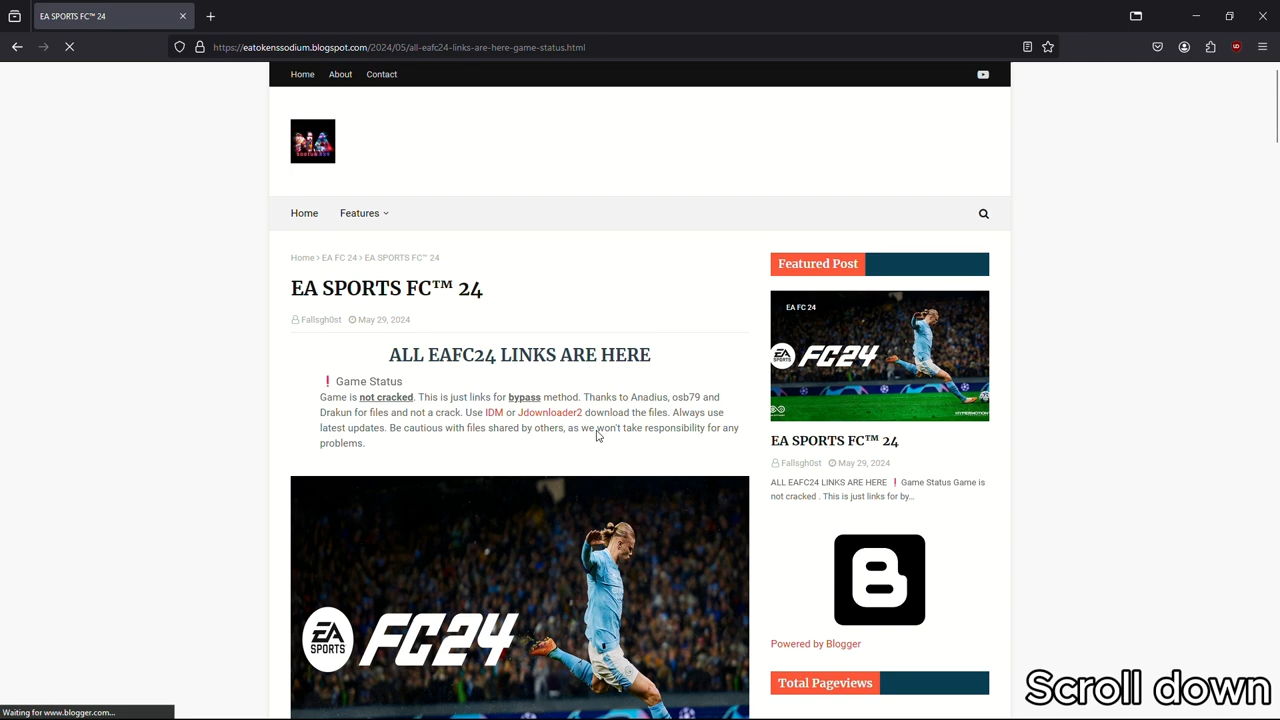 EA SPORTS FC™ 24
https://eatokenssodium.blogspot.com/2024/05/all-eafc24-links-are-here-game-status.html
Home About Contact
Home Features
Home › EA FC 24 › EA SPORTS FC™ 24
EA SPORTS FC™ 24
Fallsgh0st May 29, 2024
ALL EAFC24 LINKS ARE HERE
❗ Game Status
Game is not cracked. This is just links for bypass method. Thanks to Anadius, osb79 and
Drakun for files and not a crack. Use IDM or Jdownloader2 download the files. Always use
latest updates. Be cautious with files shared by others, as we won't take responsibility for any
problems.
EA
SPORTS
FC24
Featured Post
EA FC 24
EA
SPORTS
FC24
HYPERMOTION
EA SPORTS FC™ 24
Fallsgh0st May 29, 2024
ALL EAFC24 LINKS ARE HERE ❗ Game Status Game is
not cracked . This is just links for by...
Powered by Blogger
Total Pageviews
Scroll down
Waiting for www.blogger.com...